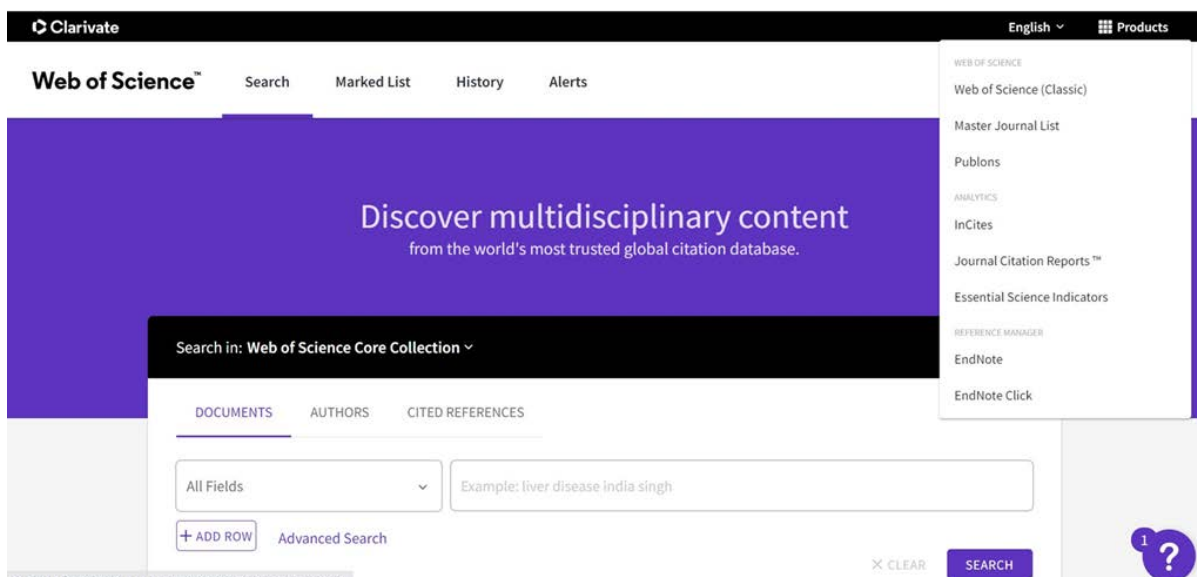 Clarivate
English
Products
Web of Science™
Search
Marked List
History
Alerts
WEB OF SCIENCE
Web of Science (Classic)
Master Journal List
Publons
ANALYTICS
InCites
Journal Citation Reports ™
Essential Science Indicators
REFERENCE MANAGER
EndNote
EndNote Click
Discover multidisciplinary content
from the world's most trusted global citation database.
Search in: Web of Science Core Collection
DOCUMENTS
AUTHORS
CITED REFERENCES
All Fields
Example: liver disease india singh
+ ADD ROW
Advanced Search
× CLEAR
SEARCH
1
?